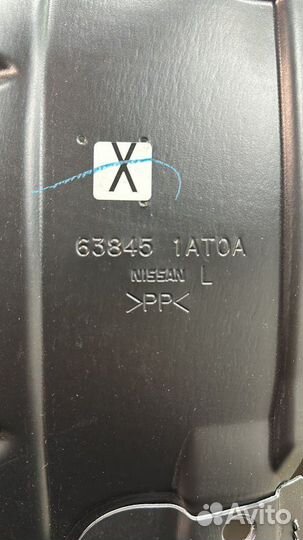 X
63845 1AT0A
NISSAN L
>PP<
Avito